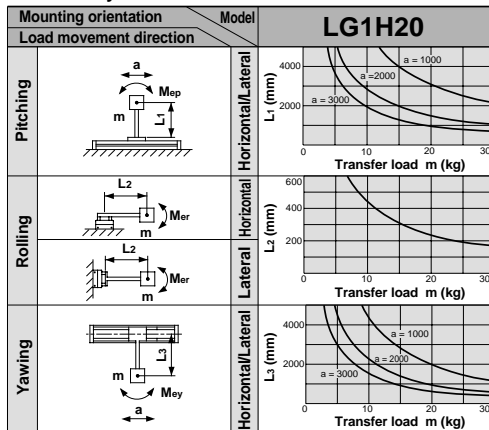 Mounting orientation
Model
Load movement direction
LG1H20
Pitching
a
Mep
m
L1
Horizontal/Lateral
L1 (mm)
4000
2000
a = 1000
a =2000
a = 3000
0 10 20 30
Transfer load m (kg)
Rolling
L2
Mer
m
Horizontal
L2
Mer
m
Lateral
L2 (mm)
600
400
200
0 10 20 30
Transfer load m (kg)
Yawing
L3
m
Mey
a
Horizontal/Lateral
L3 (mm)
4000
2000
a = 1000
a = 2000
a = 3000
0 10 20 30
Transfer load m (kg)